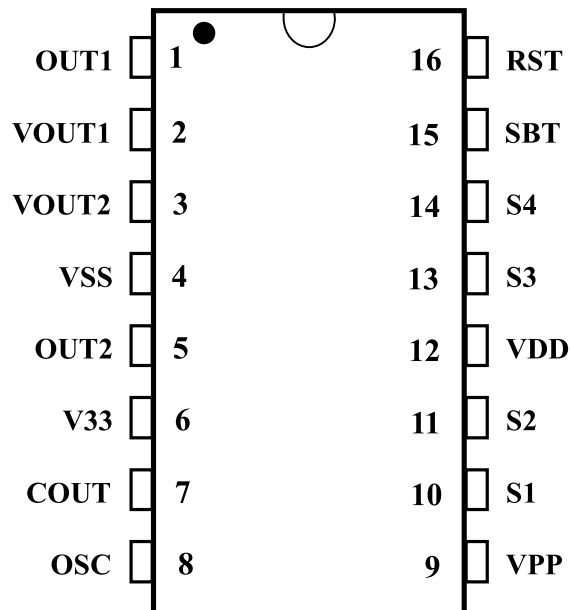 OUT1 1 16 RST
VOUT1 2 15 SBT
VOUT2 3 14 S4
VSS 4 13 S3
OUT2 5 12 VDD
V33 6 11 S2
COUT 7 10 S1
OSC 8 9 VPP